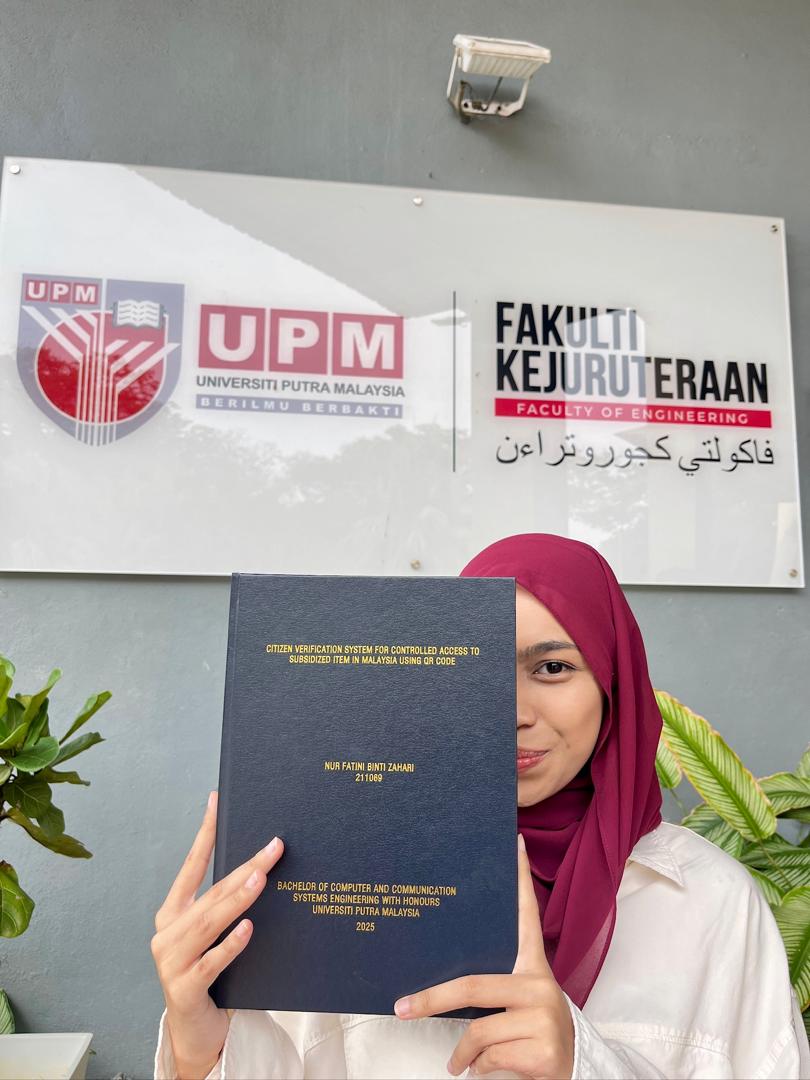 UPM
UPM
UNIVERSITI PUTRA MALAYSIA
BERILMU BERBAKTI
FAKULTI
KEJURUTERAAN
FACULTY OF ENGINEERING
فاكولتي كجوروتراءن
CITIZEN VERIFICATION SYSTEM FOR CONTROLLED ACCESS TO
SUBSIDIZED ITEM IN MALAYSIA USING QR CODE
NUR FATINI BINTI ZAHARI
211069
BACHELOR OF COMPUTER AND COMMUNICATION
SYSTEMS ENGINEERING WITH HONOURS
UNIVERSITI PUTRA MALAYSIA
2025